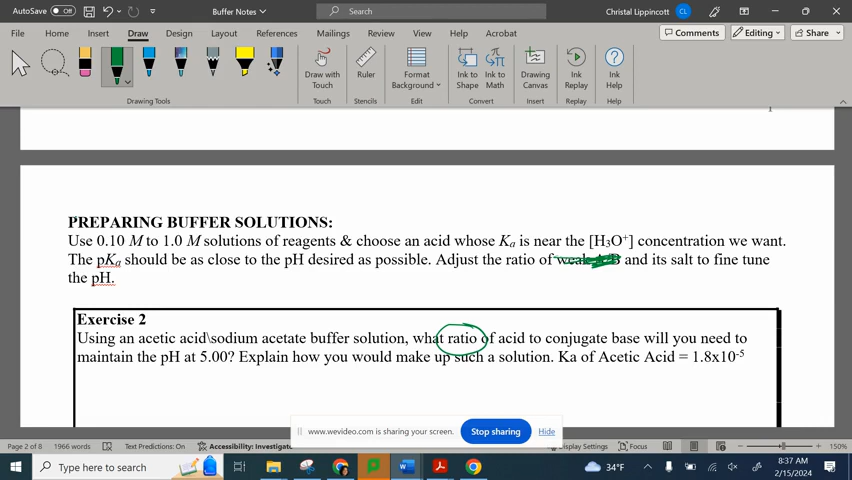 AutoSave Off
Buffer Notes
Search
Christal Lippincott CL
File Home Insert Draw Design Layout References Mailings Review View Help Acrobat
Comments Editing Share
Draw with Touch
Ruler
Format Background
Ink to Shape
Ink to Math
Drawing Canvas
Ink Replay
Ink Help
Drawing Tools Touch Stencils Edit Convert Insert Replay Help
PREPARING BUFFER SOLUTIONS:
Use 0.10 M to 1.0 M solutions of reagents & choose an acid whose Ka is near the [H3O+] concentration we want.
The pKa should be as close to the pH desired as possible. Adjust the ratio of weak and its salt to fine tune
the pH.
Exercise 2
Using an acetic acid\sodium acetate buffer solution, what ratio of acid to conjugate base will you need to
maintain the pH at 5.00? Explain how you would make up such a solution. Ka of Acetic Acid = 1.8x10-5
www.wevideo.com is sharing your screen. Stop sharing Hide
Page 2 of 8 1966 words Text Predictions: On Accessibility: Investigate Display Settings Focus 150%
Type here to search
34°F
8:37 AM
2/15/2024